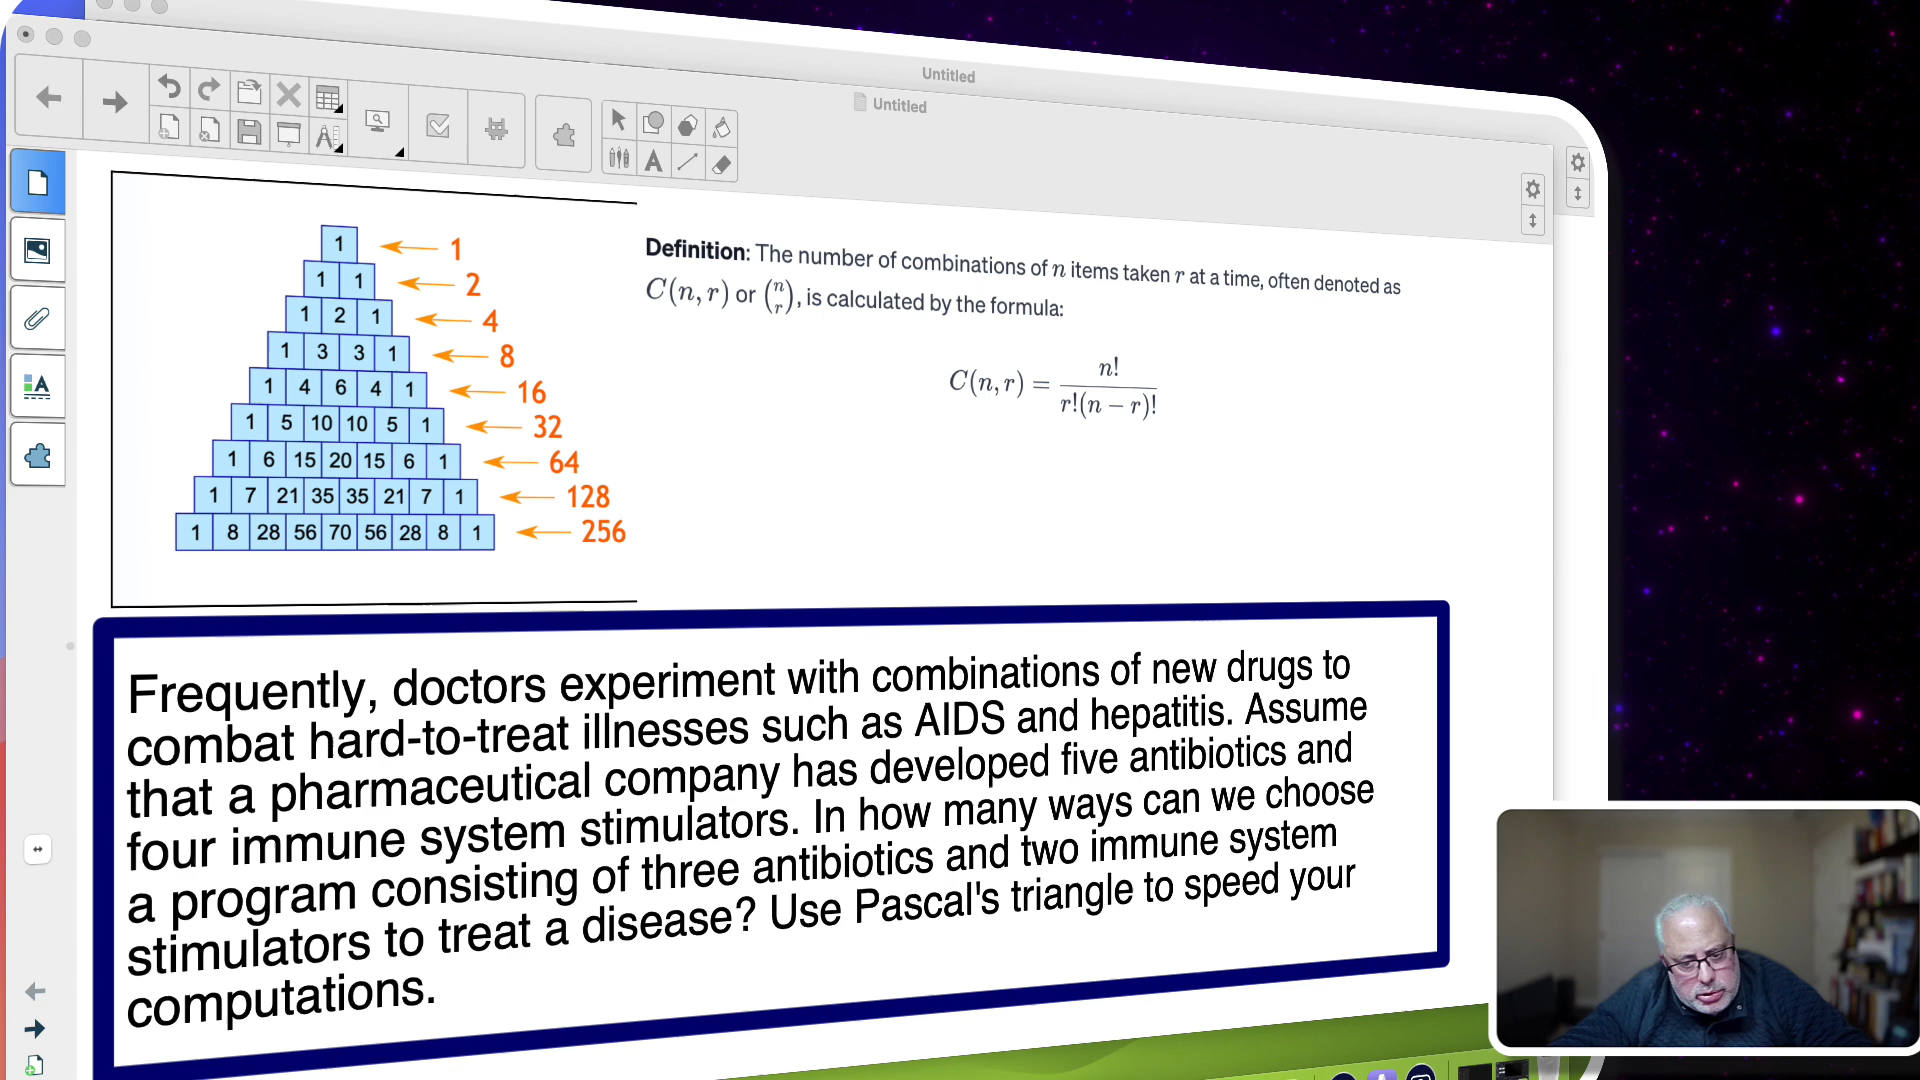 Untitled
Untitled
1 1
1 1 2
1 2 1 4
1 3 3 1 8
1 4 6 4 1 16
1 5 10 10 5 1 32
1 6 15 20 15 6 1 64
1 7 21 35 35 21 7 1 128
1 8 28 56 70 56 28 8 1 256
Definition: The number of combinations of n items taken r at a time, often denoted as
C(n, r) or (n r), is calculated by the formula:
C(n, r) = n! / r!(n − r)!
Frequently, doctors experiment with combinations of new drugs to
combat hard-to-treat illnesses such as AIDS and hepatitis. Assume
that a pharmaceutical company has developed five antibiotics and
four immune system stimulators. In how many ways can we choose
a program consisting of three antibiotics and two immune system
stimulators to treat a disease? Use Pascal's triangle to speed your
computations.